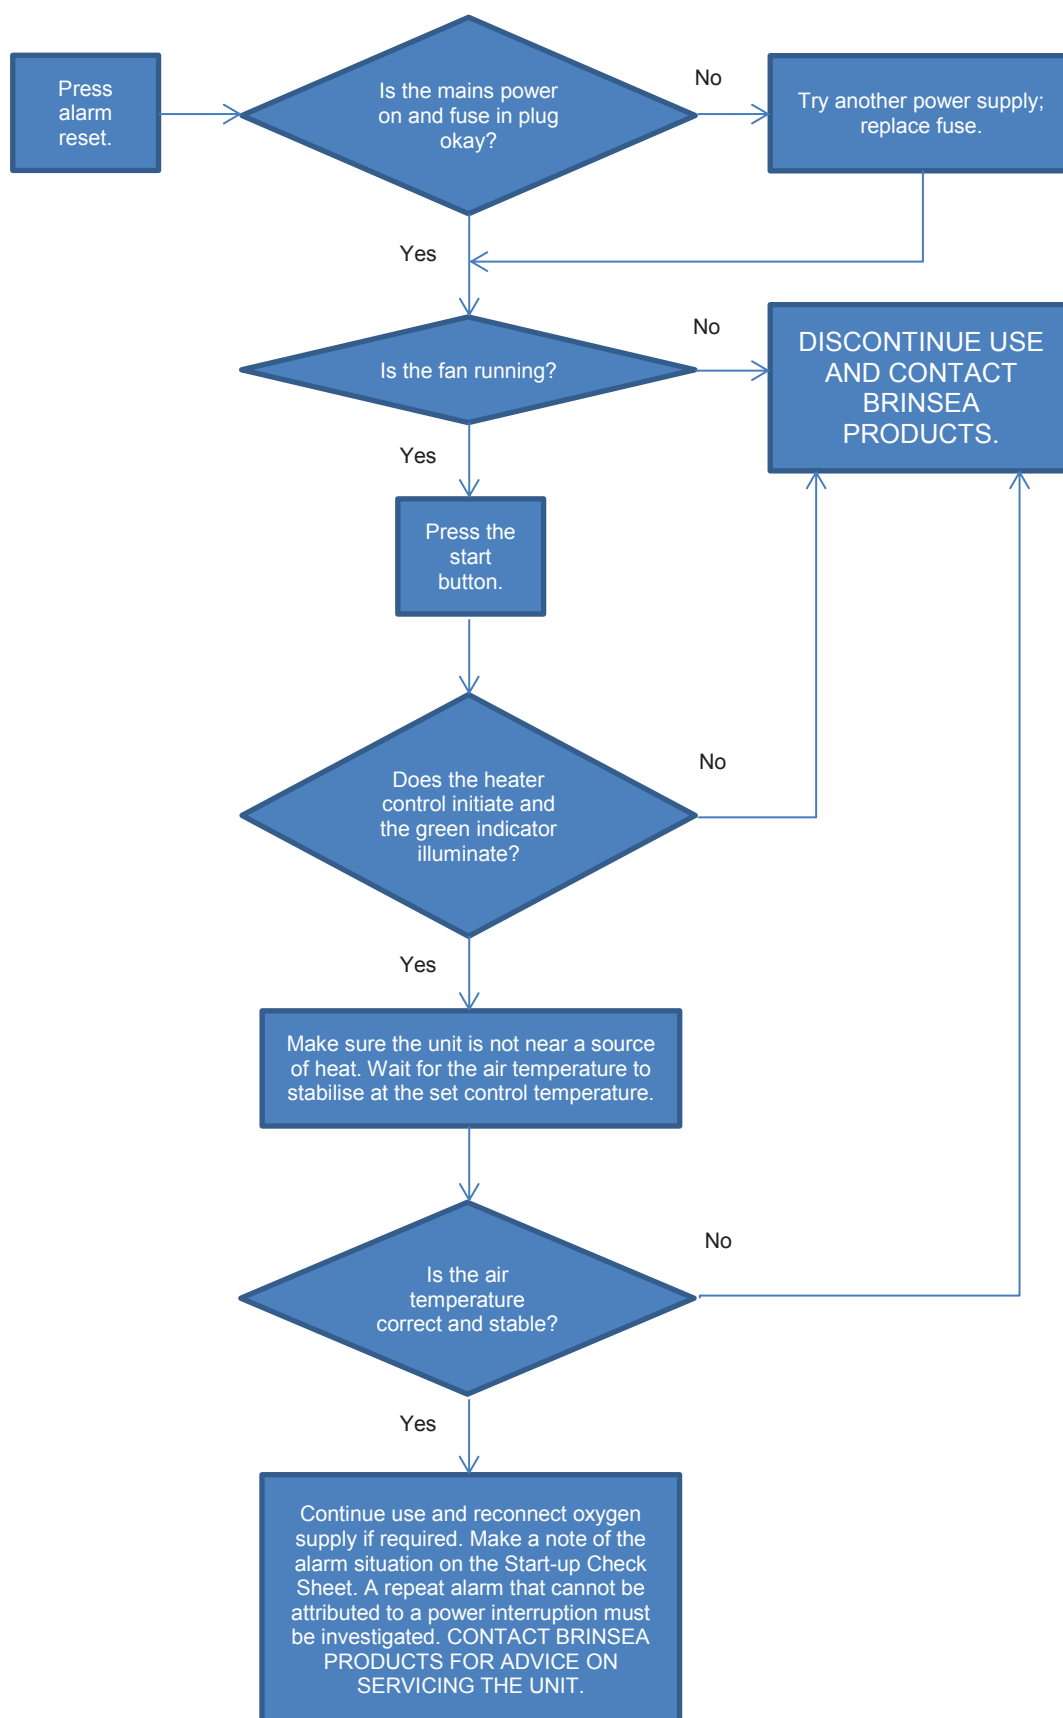 Press
alarm
reset.
Is the mains power
on and fuse in plug
okay?
No
Try another power supply;
replace fuse.
Yes
Is the fan running?
No
DISCONTINUE USE
AND CONTACT
BRINSEA
PRODUCTS.
Yes
Press the
start
button.
Does the heater
control initiate and
the green indicator
illuminate?
No
Yes
Make sure the unit is not near a source
of heat. Wait for the air temperature to
stabilise at the set control temperature.
Is the air
temperature
correct and stable?
No
Yes
Continue use and reconnect oxygen
supply if required. Make a note of the
alarm situation on the Start-up Check
Sheet. A repeat alarm that cannot be
attributed to a power interruption must
be investigated. CONTACT BRINSEA
PRODUCTS FOR ADVICE ON
SERVICING THE UNIT.